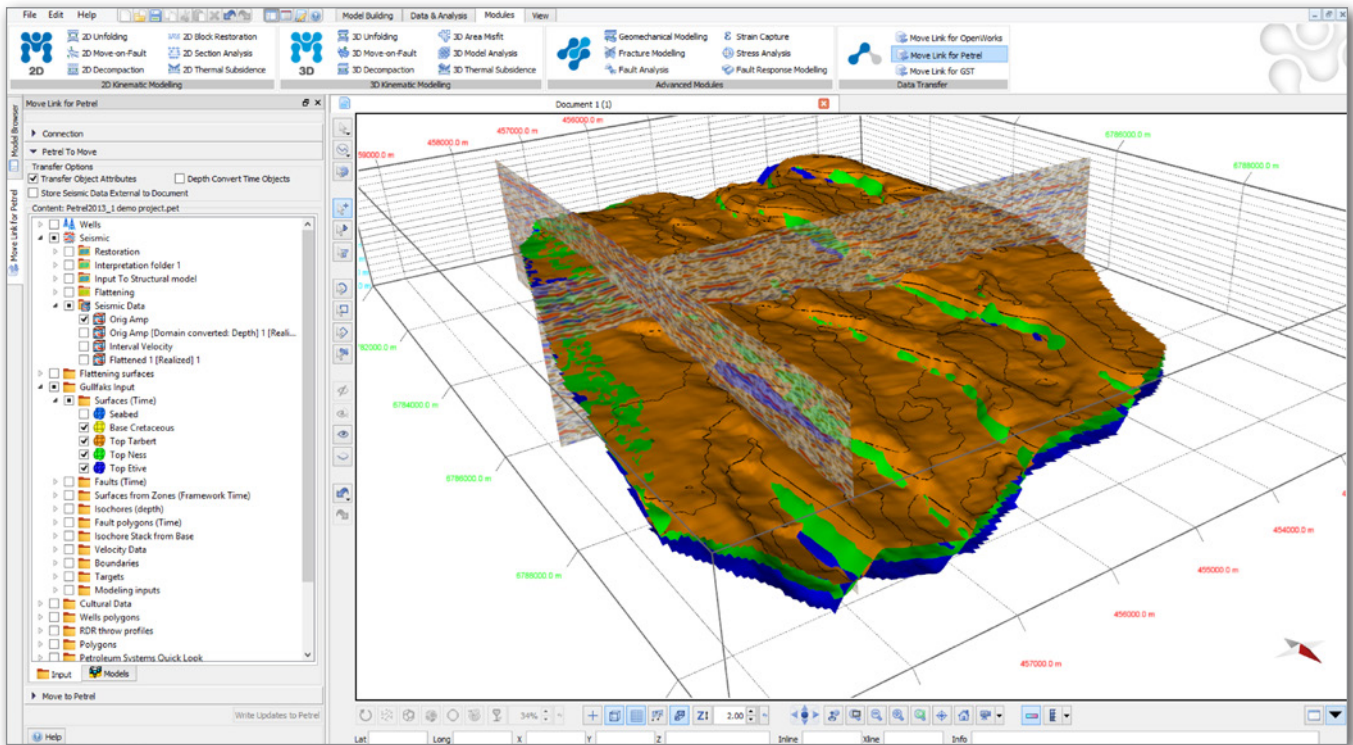 File Edit Help
Model Building Data & Analysis Modules View
2D
2D Unfolding 2D Block Restoration
2D Move-on-Fault 2D Section Analysis
2D Decompaction 2D Thermal Subsidence
2D Kinematic Modelling
3D
3D Unfolding 3D Area Misfit
3D Move-on-Fault 3D Model Analysis
3D Decompaction 3D Thermal Subsidence
3D Kinematic Modelling
Geomechanical Modelling Strain Capture
Fracture Modelling Stress Analysis
Fault Analysis Fault Response Modelling
Advanced Modules
Move Link for OpenWorks
Move Link for Petrel
Move Link for GST
Data Transfer
Model Browser
Move Link for Petrel
Move Link for Petrel
Connection
Petrel To Move
Transfer Options
Transfer Object Attributes Depth Convert Time Objects
Store Seismic Data External to Document
Content: Petrel2013_1 demo project.pet
Wells
Seismic
Restoration
Interpretation folder 1
Input To Structural model
Flattening
Seismic Data
Orig Amp
Orig Amp [Domain converted: Depth] 1 [Reali...
Interval Velocity
Flattened 1 [Realized] 1
Flattening surfaces
Gullfaks Input
Surfaces (Time)
Seabed
Base Cretaceous
Top Tarbert
Top Ness
Top Etive
Faults (Time)
Surfaces from Zones (Framework Time)
Isochores (depth)
Fault polygons (Time)
Isochore Stack from Base
Velocity Data
Boundaries
Targets
Modeling inputs
Cultural Data
Wells polygons
RDR throw profiles
Polygons
Petroleum Systems Quick Look
Input Models
Move to Petrel
Write Updates to Petrel
Help
Document 1 (1)
456000.0 m
457000.0 m
458000.0 m
6786000.0 m
6788000.0 m
6784000.0 m
6786000.0 m
6788000.0 m
454000.0 m
455000.0 m
456000.0 m
457000.0 m
34% Z 2.00
Lat Long X Y Z Inline Xline Info